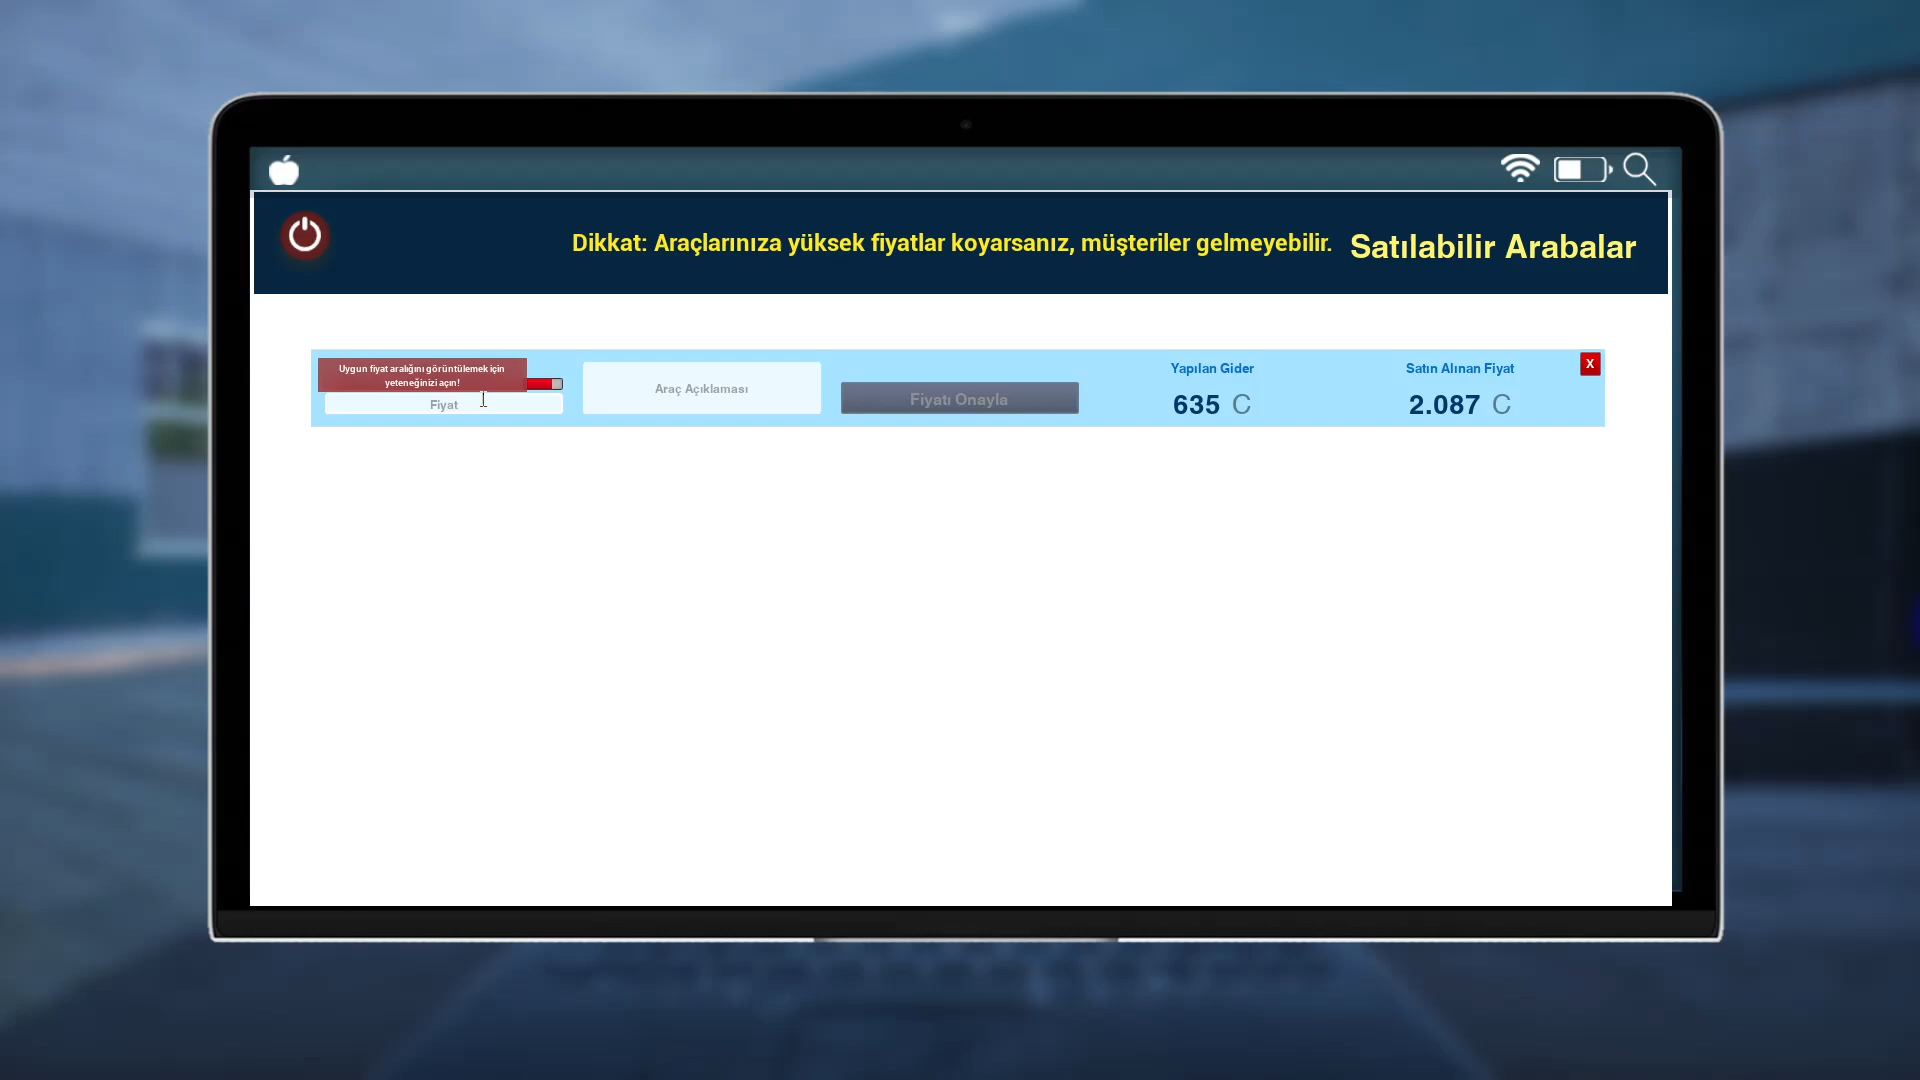 Dikkat: Araçlarınıza yüksek fiyatlar koyarsanız, müşteriler gelmeyebilir.
Satılabilir Arabalar
Uygun fiyat aralığını görüntülemek için
yeteneğinizi açın!
Fiyat
Araç Açıklaması
Fiyatı Onayla
Yapılan Gider
635 C
Satın Alınan Fiyat
2.087 C
X